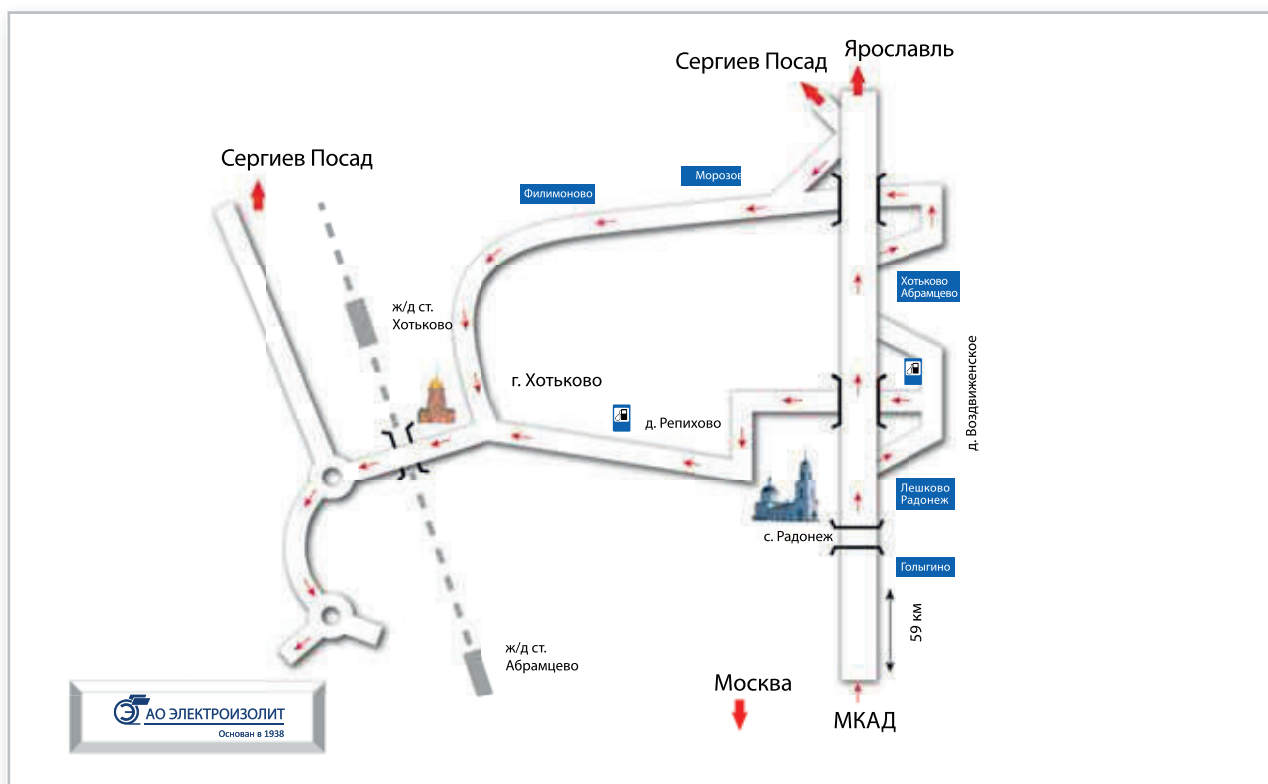 Ярославль
Сергиев Посад
Сергиев Посад
Морозов
Филимоново
Хотьково
Абрамцево
ж/д ст.
Хотьково
д. Воздвиженское
г. Хотьково
д. Репихово
Лешково
Радонеж
с. Радонеж
Голыгино
59 км
ж/д ст.
Абрамцево
Москва
МКАД
АО ЭЛЕКТРОИЗОЛИТ
Основан в 1938